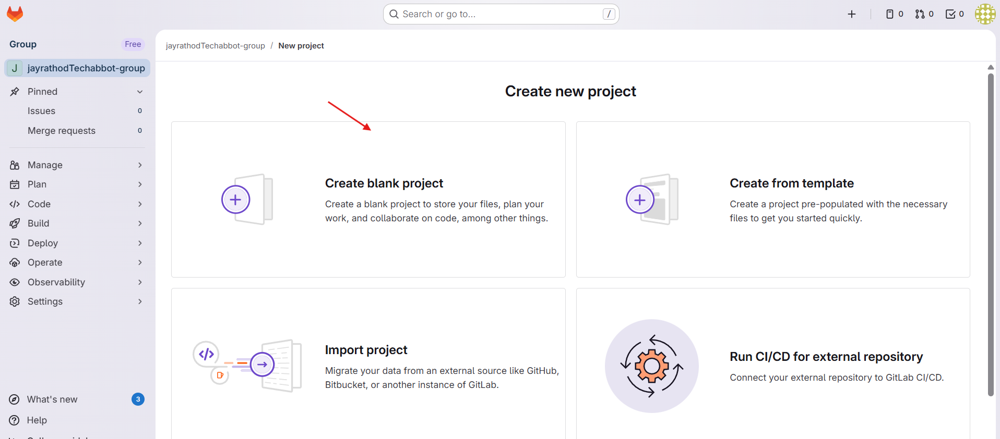 Search or go to...
/
0
0
0
Group
Free
J
jayrathodTechabbot-group
Pinned
Issues
0
Merge requests
0
Manage
Plan
Code
Build
Deploy
Operate
Observability
Settings
What's new
3
Help
jayrathodTechabbot-group / New project
Create new project
Create blank project
Create a blank project to store your files, plan your
work, and collaborate on code, among other things.
Create from template
Create a project pre-populated with the necessary
files to get you started quickly.
Import project
Migrate your data from an external source like GitHub,
Bitbucket, or another instance of GitLab.
Run CI/CD for external repository
Connect your external repository to GitLab CI/CD.